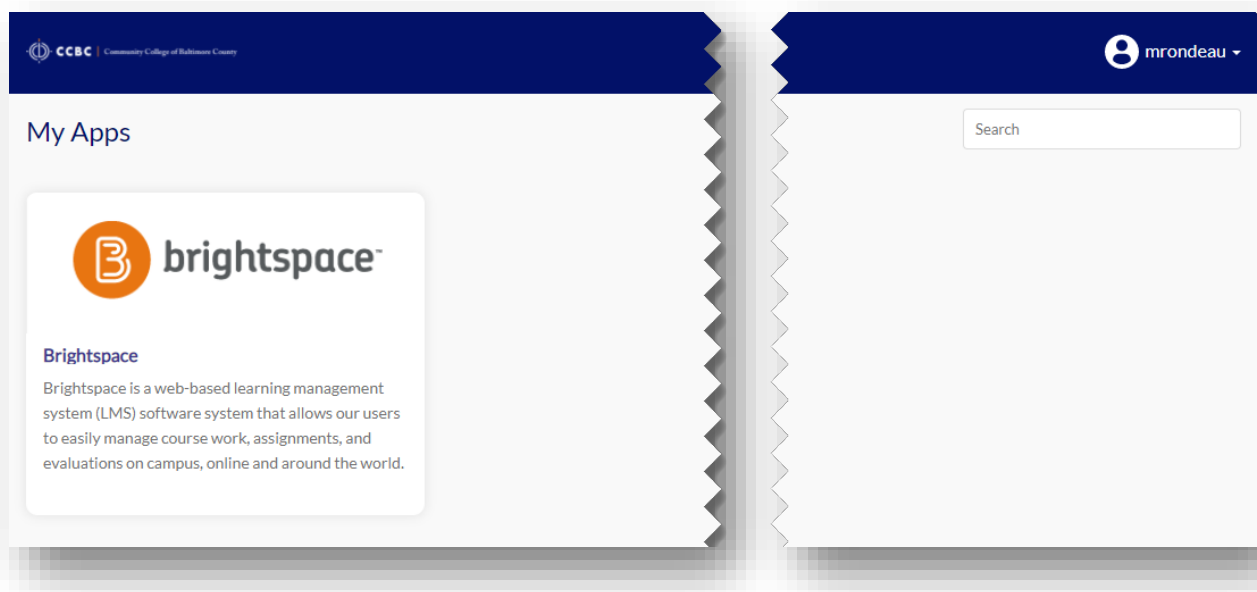 CCBC | Community College of Baltimore County
mrondeau
My Apps
Search
B brightspace™
Brightspace
Brightspace is a web-based learning management
system (LMS) software system that allows our users
to easily manage course work, assignments, and
evaluations on campus, online and around the world.